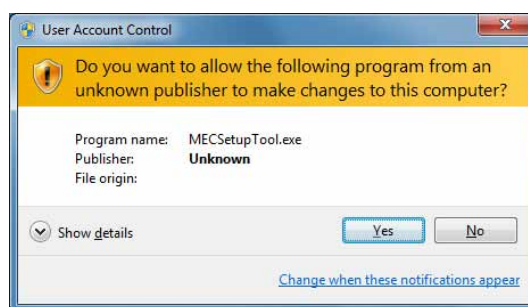 User Account Control
Do you want to allow the following program from an
unknown publisher to make changes to this computer?
Program name: MECSetupTool.exe
Publisher: Unknown
File origin:
Show details
Yes
No
Change when these notifications appear